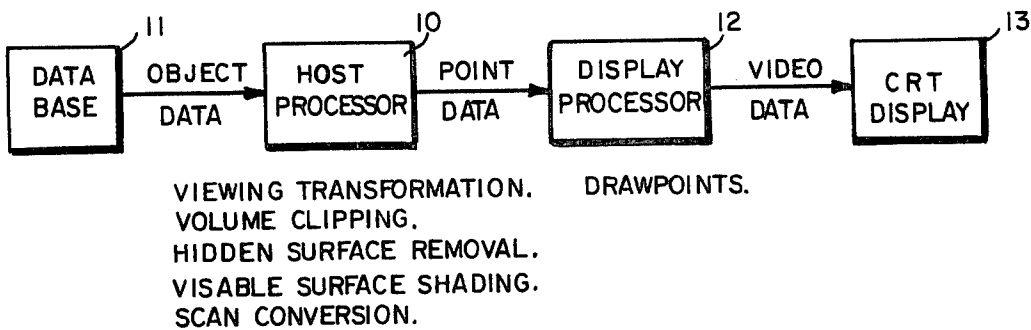 11
10
12
13
DATA BASE
OBJECT DATA
HOST PROCESSOR
POINT DATA
DISPLAY PROCESSOR
VIDEO DATA
CRT DISPLAY
VIEWING TRANSFORMATION.
VOLUME CLIPPING.
HIDDEN SURFACE REMOVAL.
VISABLE SURFACE SHADING.
SCAN CONVERSION.
DRAWPOINTS.